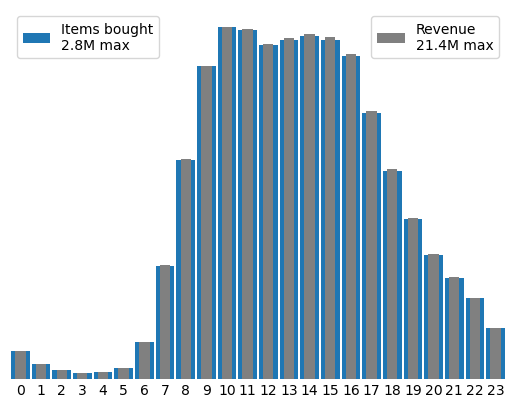 Items bought
2.8M max
Revenue
21.4M max
0 1 2 3 4 5 6 7 8 9 10 11 12 13 14 15 16 17 18 19 20 21 22 23